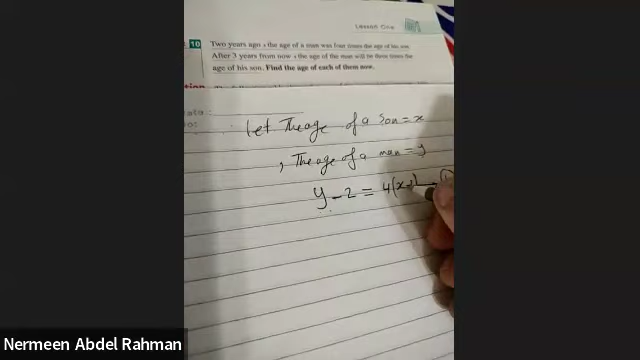 Lesson One
10 Two years ago, the age of a man was four times the age of his son.
After 3 years from now, the age of the man will be three times the
age of his son. Find the age of each of them now.
Let The age of a Son = x
, The age of a man = y
y - 2 = 4(x-2) → ①
Nermeen Abdel Rahman